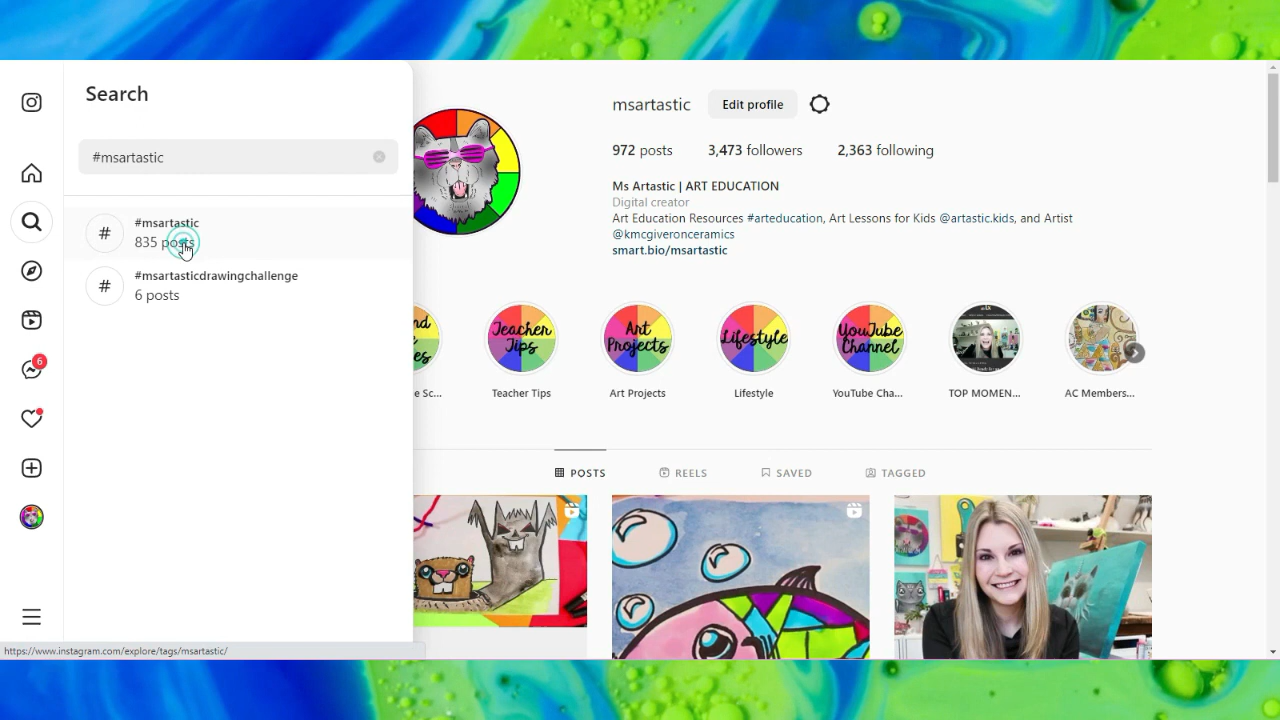 Search
#msartastic
#msartastic
835 posts
#msartasticdrawingchallenge
6 posts
6
msartastic
Edit profile
972 posts 3,473 followers 2,363 following
Ms Artastic | ART EDUCATION
Digital creator
Art Education Resources #arteducation, Art Lessons for Kids @artastic.kids, and Artist
@kmcgiveronceramics
smart.bio/msartastic
Teacher Tips
Art Projects
Lifestyle
YouTube Channel
e Sc...
Teacher Tips
Art Projects
Lifestyle
YouTube Cha...
TOP MOMEN...
AC Members...
POSTS
REELS
SAVED
TAGGED
https://www.instagram.com/explore/tags/msartastic/